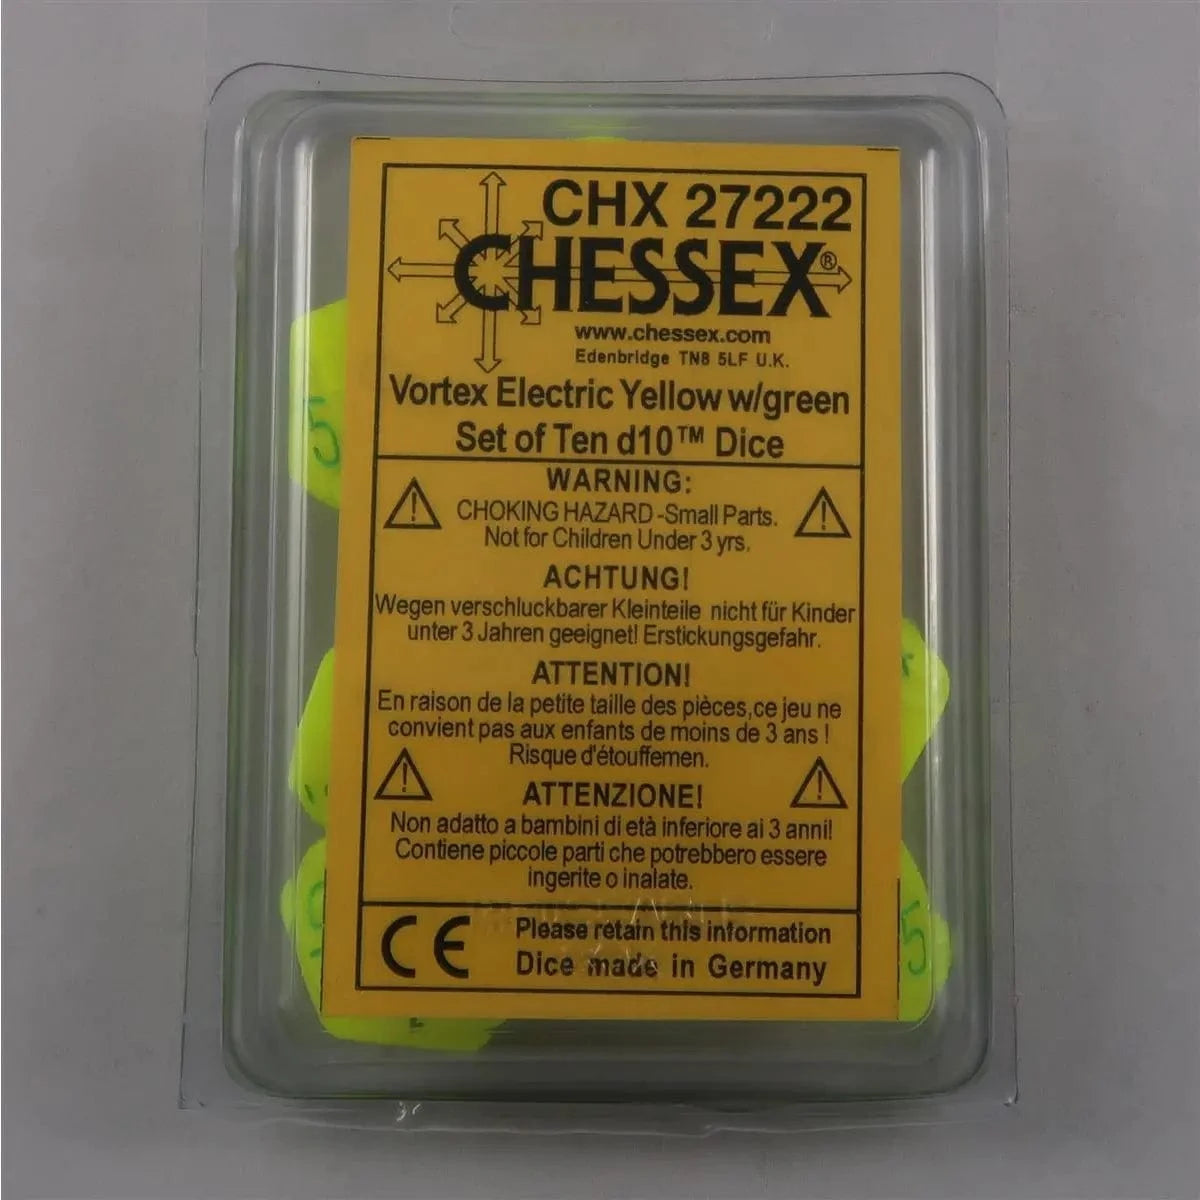 CHX 27222
CHESSEX®
www.chessex.com
Edenbridge TN8 5LF U.K.
Vortex Electric Yellow w/green
Set of Ten d10™ Dice
WARNING:
CHOKING HAZARD -Small Parts.
Not for Children Under 3 yrs.
ACHTUNG!
Wegen verschluckbarer Kleinteile nicht für Kinder
unter 3 Jahren geeignet! Erstickungsgefahr.
ATTENTION!
En raison de la petite taille des pièces,ce jeu ne
convient pas aux enfants de moins de 3 ans !
Risque d'étouffemen.
ATTENZIONE!
Non adatto a bambini di età inferiore ai 3 anni!
Contiene piccole parti che potrebbero essere
ingerite o inalate.
CE
Please retain this information
Dice made in Germany
5
5